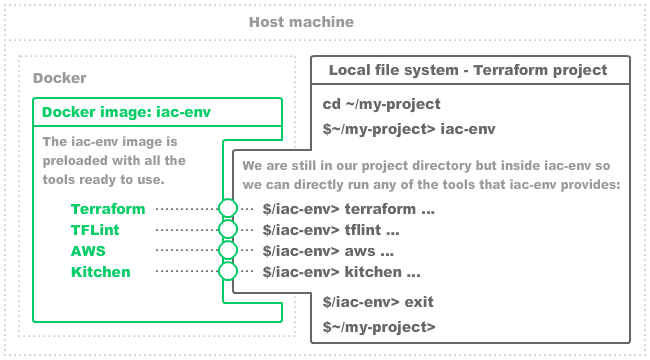 Host machine
Docker
Docker image: iac-env
The iac-env image is
preloaded with all the
tools ready to use.
Terraform
TFLint
AWS
Kitchen
Local file system - Terraform project
cd ~/my-project
$~/my-project> iac-env
We are still in our project directory but inside iac-env so
we can directly run any of the tools that iac-env provides:
$/iac-env> terraform ...
$/iac-env> tflint ...
$/iac-env> aws ...
$/iac-env> kitchen ...
$/iac-env> exit
$~/my-project>